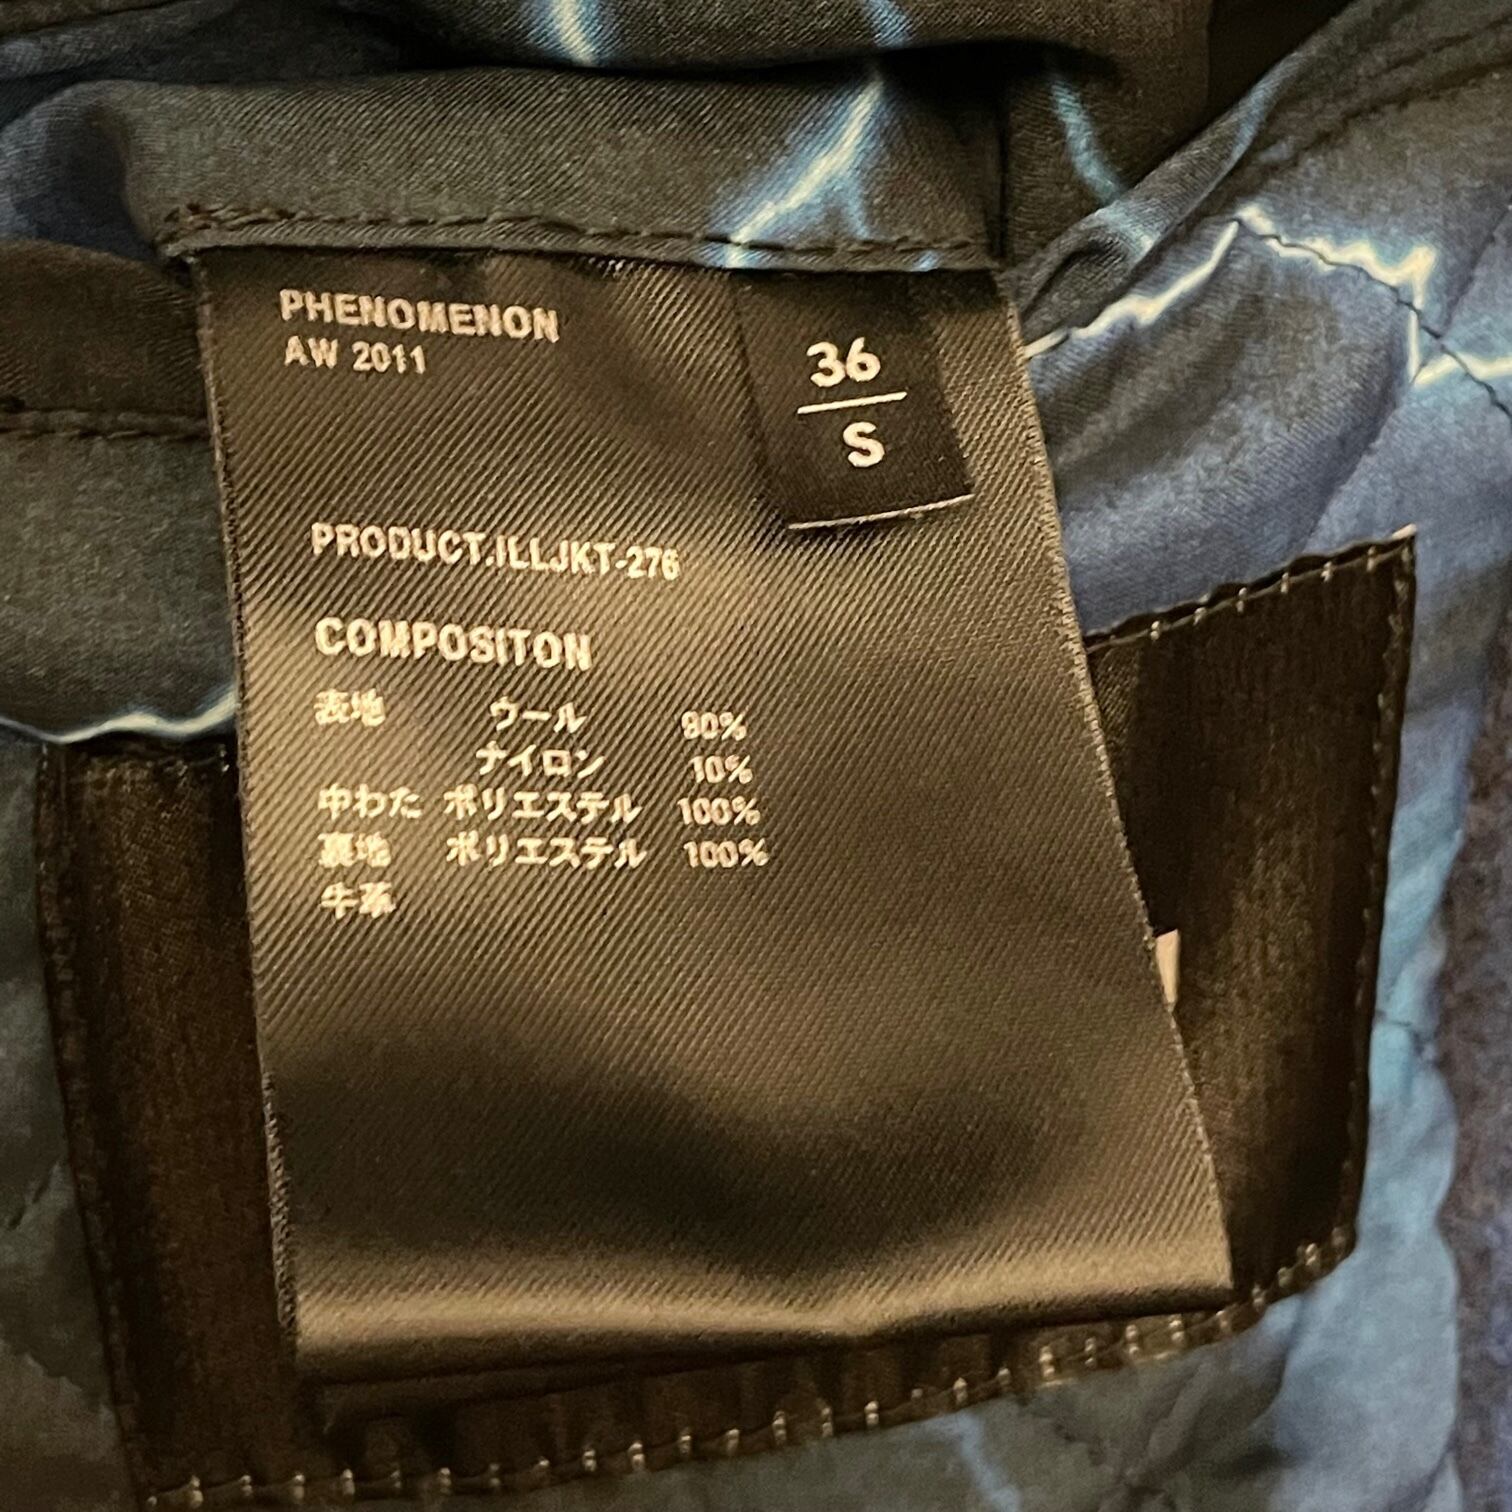 PHENOMENON
AW 2011
36
S
PRODUCT.ILLJKT-276
COMPOSITON
表地 ウール 90%
ナイロン 10%
中わた ポリエステル 100%
裏地 ポリエステル 100%
牛革